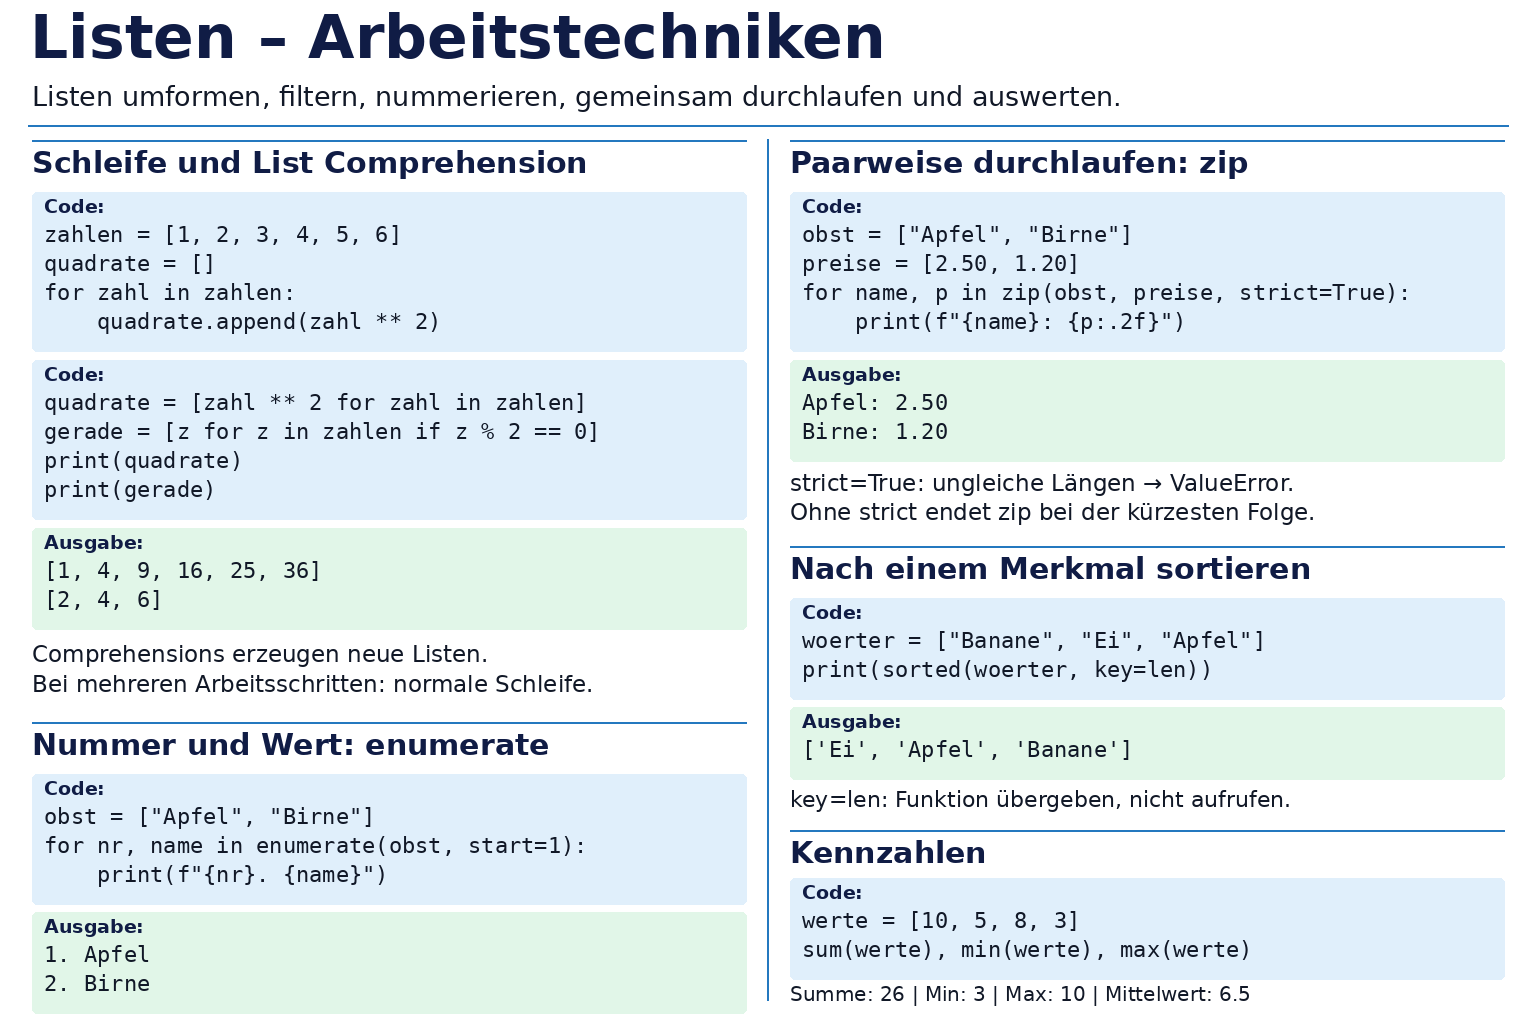 Listen – Arbeitstechniken
Listen umformen, filtern, nummerieren, gemeinsam durchlaufen und auswerten.
Schleife und List Comprehension
Code:
zahlen = [1, 2, 3, 4, 5, 6]
quadrate = []
for zahl in zahlen:
    quadrate.append(zahl ** 2)
Code:
quadrate = [zahl ** 2 for zahl in zahlen]
gerade = [z for z in zahlen if z % 2 == 0]
print(quadrate)
print(gerade)
Ausgabe:
[1, 4, 9, 16, 25, 36]
[2, 4, 6]
Comprehensions erzeugen neue Listen.
Bei mehreren Arbeitsschritten: normale Schleife.
Nummer und Wert: enumerate
Code:
obst = ["Apfel", "Birne"]
for nr, name in enumerate(obst, start=1):
    print(f"{nr}. {name}")
Ausgabe:
1. Apfel
2. Birne
Paarweise durchlaufen: zip
Code:
obst = ["Apfel", "Birne"]
preise = [2.50, 1.20]
for name, p in zip(obst, preise, strict=True):
    print(f"{name}: {p:.2f}")
Ausgabe:
Apfel: 2.50
Birne: 1.20
strict=True: ungleiche Längen → ValueError.
Ohne strict endet zip bei der kürzesten Folge.
Nach einem Merkmal sortieren
Code:
woerter = ["Banane", "Ei", "Apfel"]
print(sorted(woerter, key=len))
Ausgabe:
['Ei', 'Apfel', 'Banane']
key=len: Funktion übergeben, nicht aufrufen.
Kennzahlen
Code:
werte = [10, 5, 8, 3]
sum(werte), min(werte), max(werte)
Summe: 26 | Min: 3 | Max: 10 | Mittelwert: 6.5